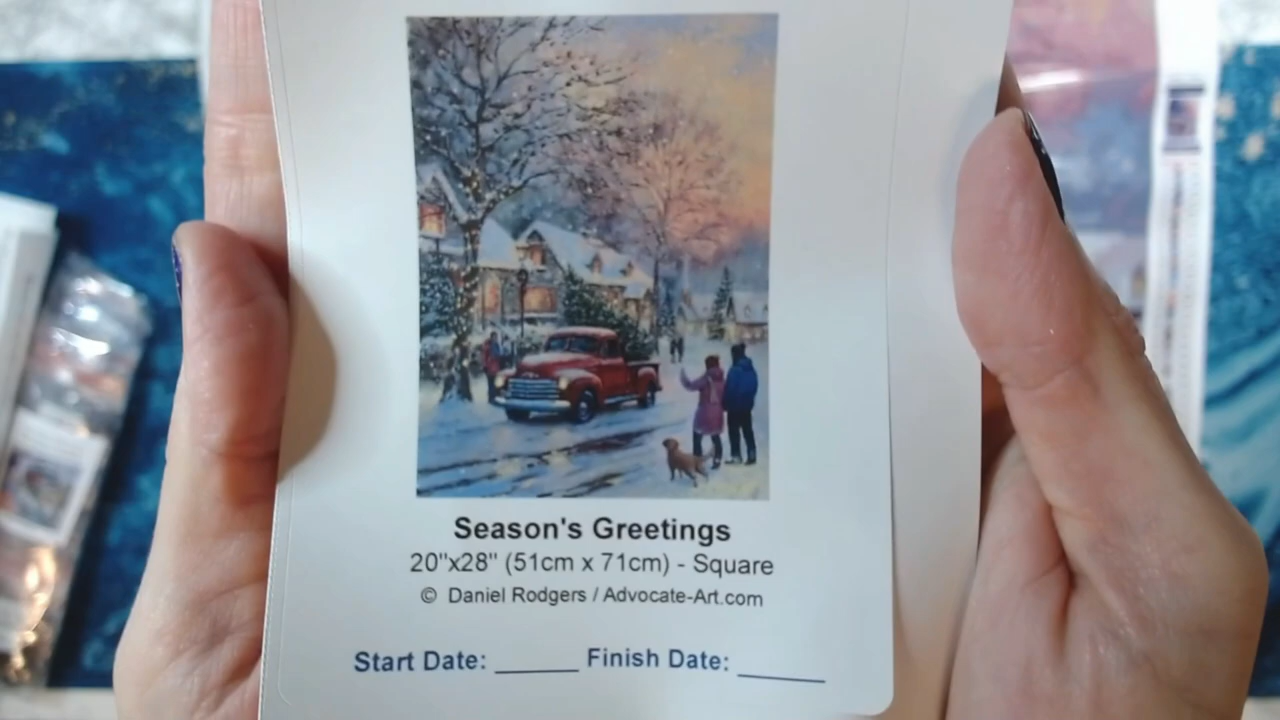 Season's Greetings
20"x28" (51cm x 71cm) - Square
© Daniel Rodgers / Advocate-Art.com
Start Date: ______ Finish Date: ______